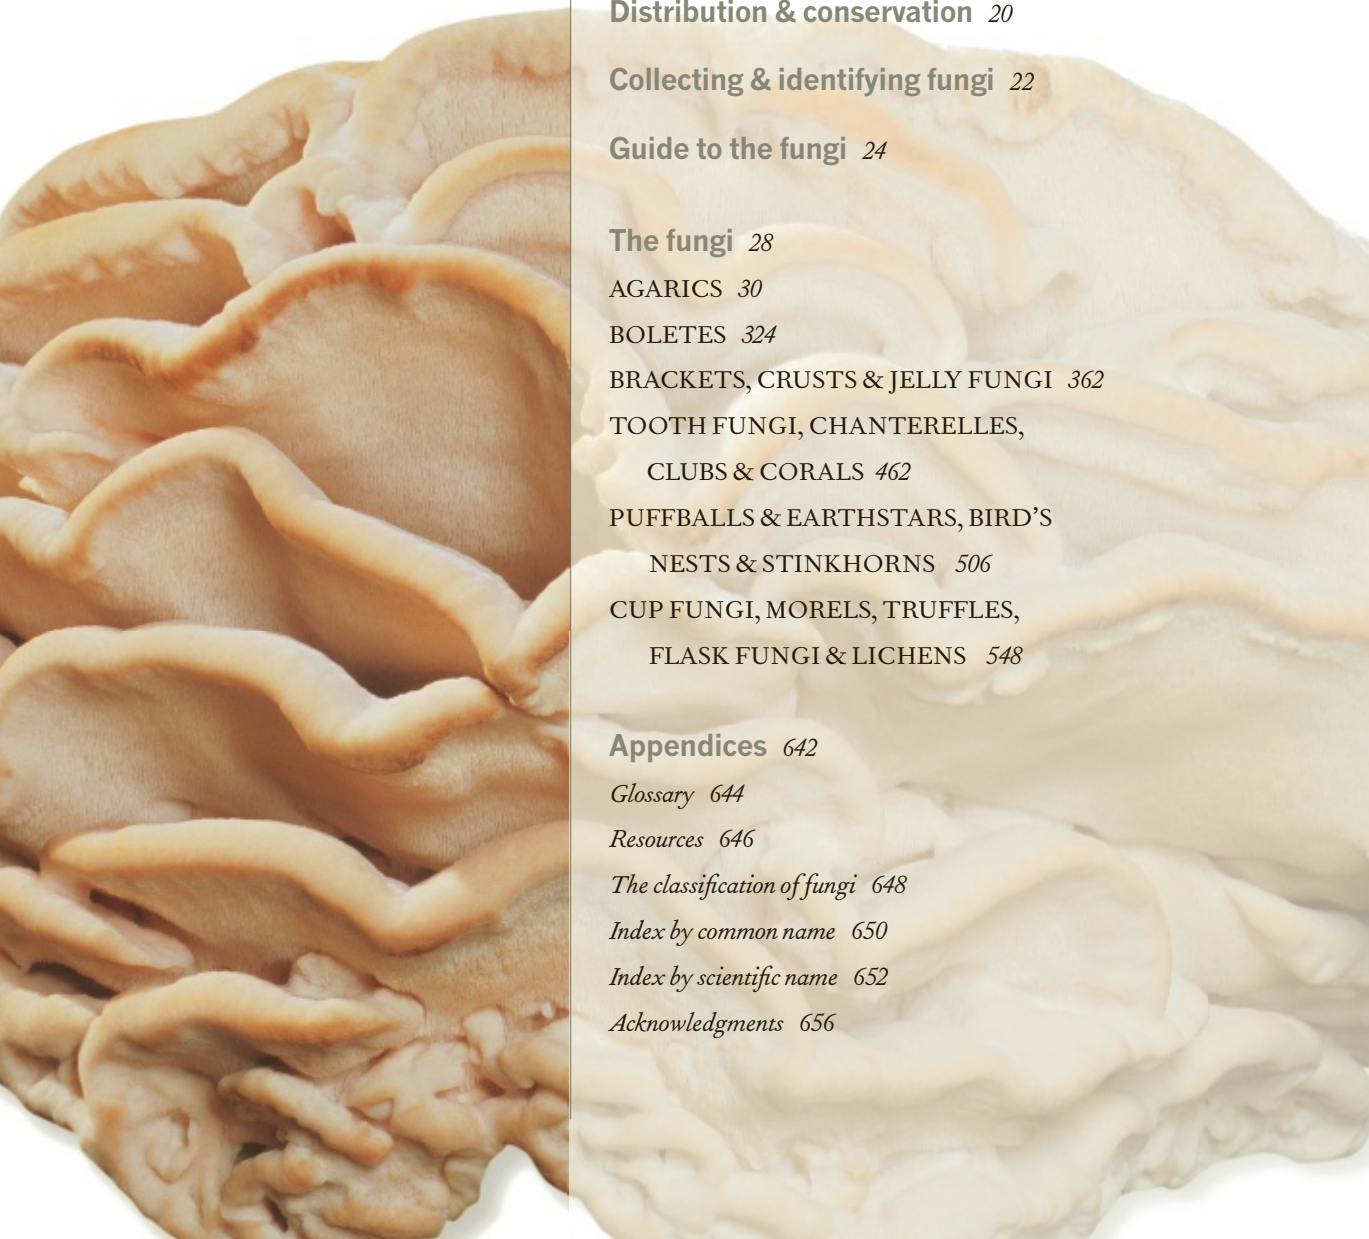 Distribution & conservation 20
Collecting & identifying fungi 22
Guide to the fungi 24
The fungi 28
AGARICS 30
BOLETES 324
BRACKETS, CRUSTS & JELLY FUNGI 362
TOOTH FUNGI, CHANTERELLES,
CLUBS & CORALS 462
PUFFBALLS & EARTHSTARS, BIRD’S
NESTS & STINKHORNS 506
CUP FUNGI, MORELS, TRUFFLES,
FLASK FUNGI & LICHENS 548
Appendices 642
Glossary 644
Resources 646
The classification of fungi 648
Index by common name 650
Index by scientific name 652
Acknowledgments 656